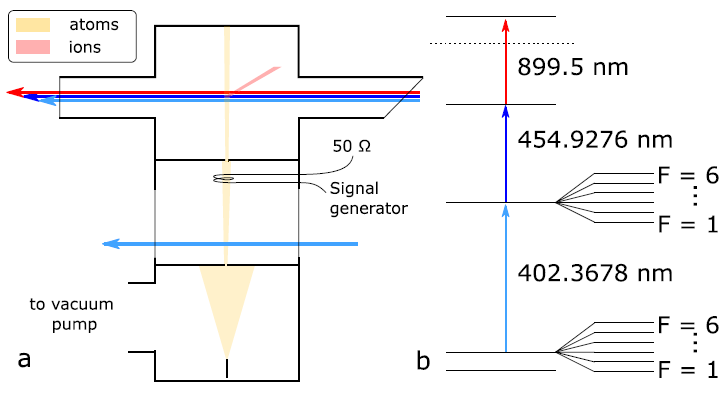 atoms
ions
50 Ω
Signal
generator
to vacuum
pump
a
899.5 nm
454.9276 nm
F = 6
⋮
F = 1
402.3678 nm
F = 6
⋮
F = 1
b